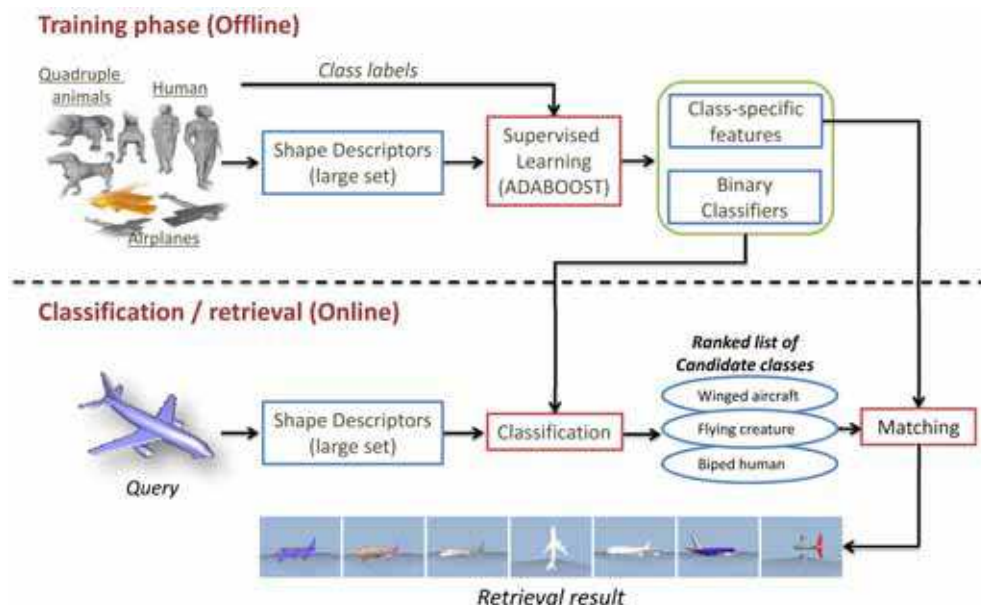 Training phase (Offline)
Class labels
Quadruple
animals
Human
Airplanes
Shape Descriptors
(large set)
Supervised
Learning
(ADABOOST)
Class-specific
features
Binary
Classifiers
Classification / retrieval (Online)
Query
Shape Descriptors
(large set)
Classification
Ranked list of
Candidate classes
Winged aircraft
Flying creature
Biped human
Matching
Retrieval result